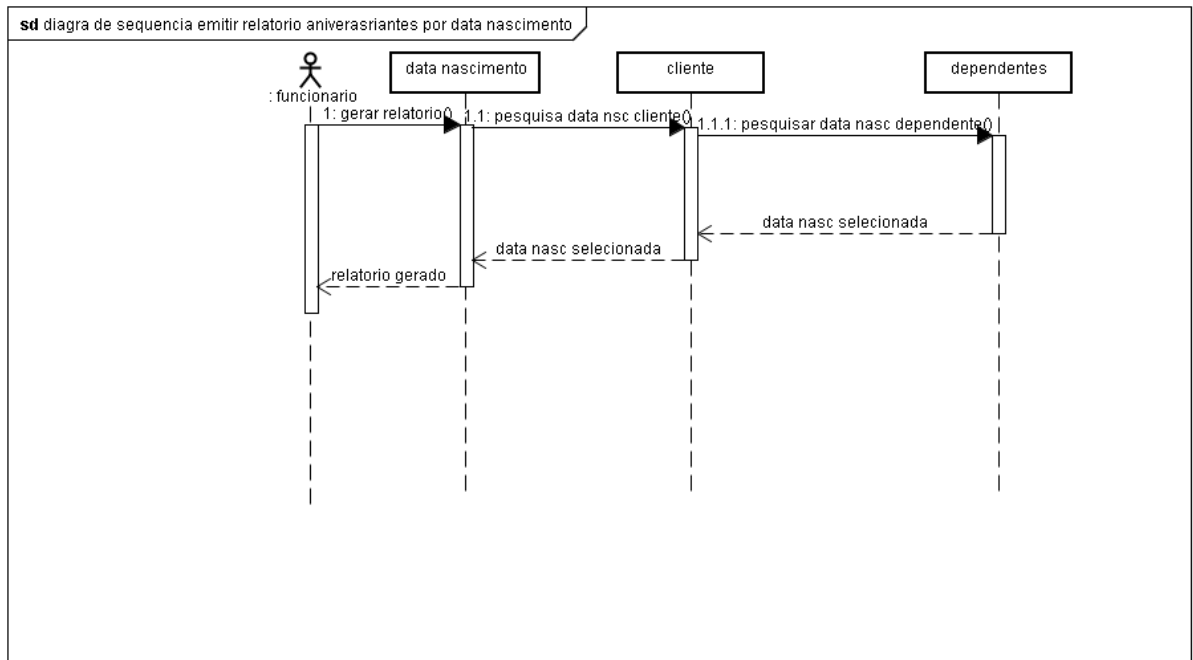 sd diagra de sequencia emitir relatorio aniverasriantes por data nascimento
: funcionario
data nascimento
cliente
dependentes
1: gerar relatorio()
1.1: pesquisa data nsc cliente()
1.1.1: pesquisar data nasc dependente()
data nasc selecionada
data nasc selecionada
relatorio gerado